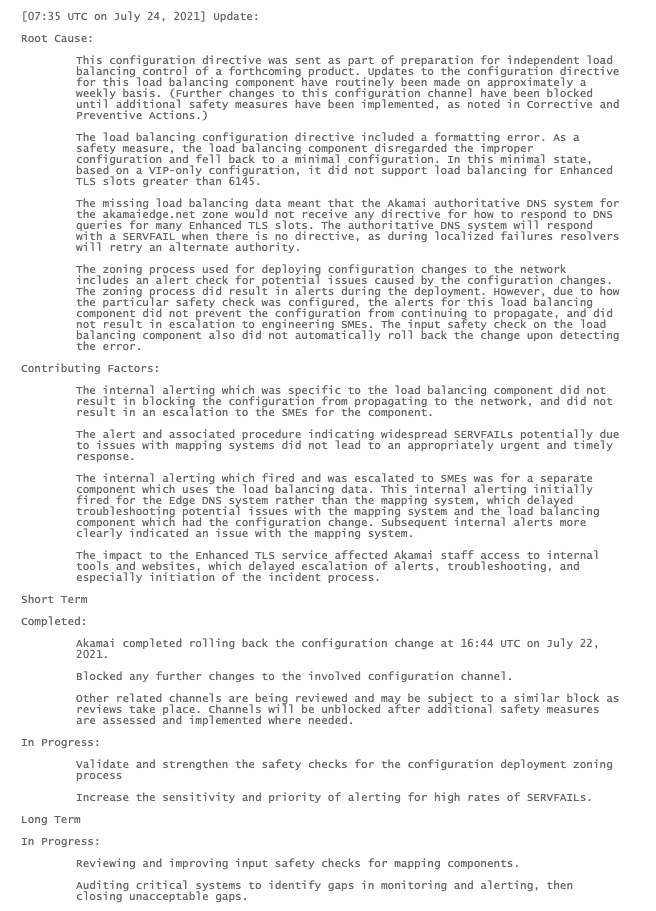 [07:35 UTC on July 24, 2021] Update:
Root Cause:
This configuration directive was sent as part of preparation for independent load
balancing control of a forthcoming product. Updates to the configuration directive
for this load balancing component have routinely been made on approximately a
weekly basis. (Further changes to this configuration channel have been blocked
until additional safety measures have been implemented, as noted in Corrective and
Preventive Actions.)
The load balancing configuration directive included a formatting error. As a
safety measure, the load balancing component disregarded the improper
configuration and fell back to a minimal configuration. In this minimal state,
based on a VIP-only configuration, it did not support load balancing for Enhanced
TLS slots greater than 6145.
The missing load balancing data meant that the Akamai authoritative DNS system for
the akamaiedge.net zone would not receive any directive for how to respond to DNS
queries for many Enhanced TLS slots. The authoritative DNS system will respond
with a SERVFAIL when there is no directive, as during localized failures resolvers
will retry an alternate authority.
The zoning process used for deploying configuration changes to the network
includes an alert check for potential issues caused by the configuration changes.
The zoning process did result in alerts during the deployment. However, due to how
the particular safety check was configured, the alerts for this load balancing
component did not prevent the configuration from continuing to propagate, and did
not result in escalation to engineering SMEs. The input safety check on the load
balancing component also did not automatically roll back the change upon detecting
the error.
Contributing Factors:
The internal alerting which was specific to the load balancing component did not
result in blocking the configuration from propagating to the network, and did not
result in an escalation to the SMEs for the component.
The alert and associated procedure indicating widespread SERVFAILs potentially due
to issues with mapping systems did not lead to an appropriately urgent and timely
response.
The internal alerting which fired and was escalated to SMEs was for a separate
component which uses the load balancing data. This internal alerting initially
fired for the Edge DNS system rather than the mapping system, which delayed
troubleshooting potential issues with the mapping system and the load balancing
component which had the configuration change. Subsequent internal alerts more
clearly indicated an issue with the mapping system.
The impact to the Enhanced TLS service affected Akamai staff access to internal
tools and websites, which delayed escalation of alerts, troubleshooting, and
especially initiation of the incident process.
Short Term
Completed:
Akamai completed rolling back the configuration change at 16:44 UTC on July 22,
2021.
Blocked any further changes to the involved configuration channel.
Other related channels are being reviewed and may be subject to a similar block as
reviews take place. Channels will be unblocked after additional safety measures
are assessed and implemented where needed.
In Progress:
Validate and strengthen the safety checks for the configuration deployment zoning
process
Increase the sensitivity and priority of alerting for high rates of SERVFAILs.
Long Term
In Progress:
Reviewing and improving input safety checks for mapping components.
Auditing critical systems to identify gaps in monitoring and alerting, then
closing unacceptable gaps.